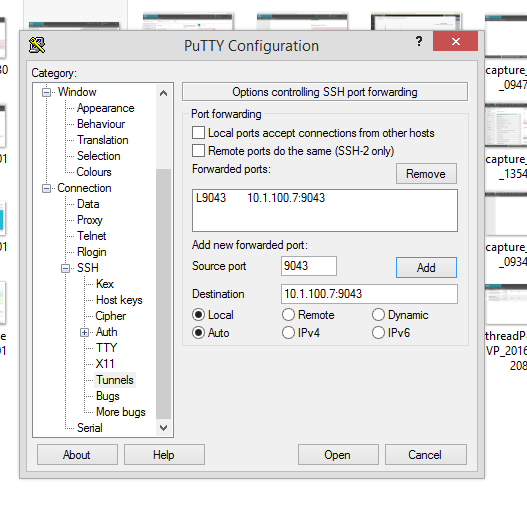 PuTTY Configuration
?
Category:
Window
Appearance
Behaviour
Translation
Selection
Colours
Connection
Data
Proxy
Telnet
Rlogin
SSH
Kex
Host keys
Cipher
Auth
TTY
X11
Tunnels
Bugs
More bugs
Serial
Options controlling SSH port forwarding
Port forwarding
Local ports accept connections from other hosts
Remote ports do the same (SSH-2 only)
Forwarded ports:
Remove
L9043 10.1.100.7:9043
Add new forwarded port:
Source port 9043 Add
Destination 10.1.100.7:9043
Local Remote Dynamic
Auto IPv4 IPv6
About Help Open Cancel
capture_
_0947
capture_
_1354
capture_
_0934
threadP
VP_2016
208
30
01
01
e
01